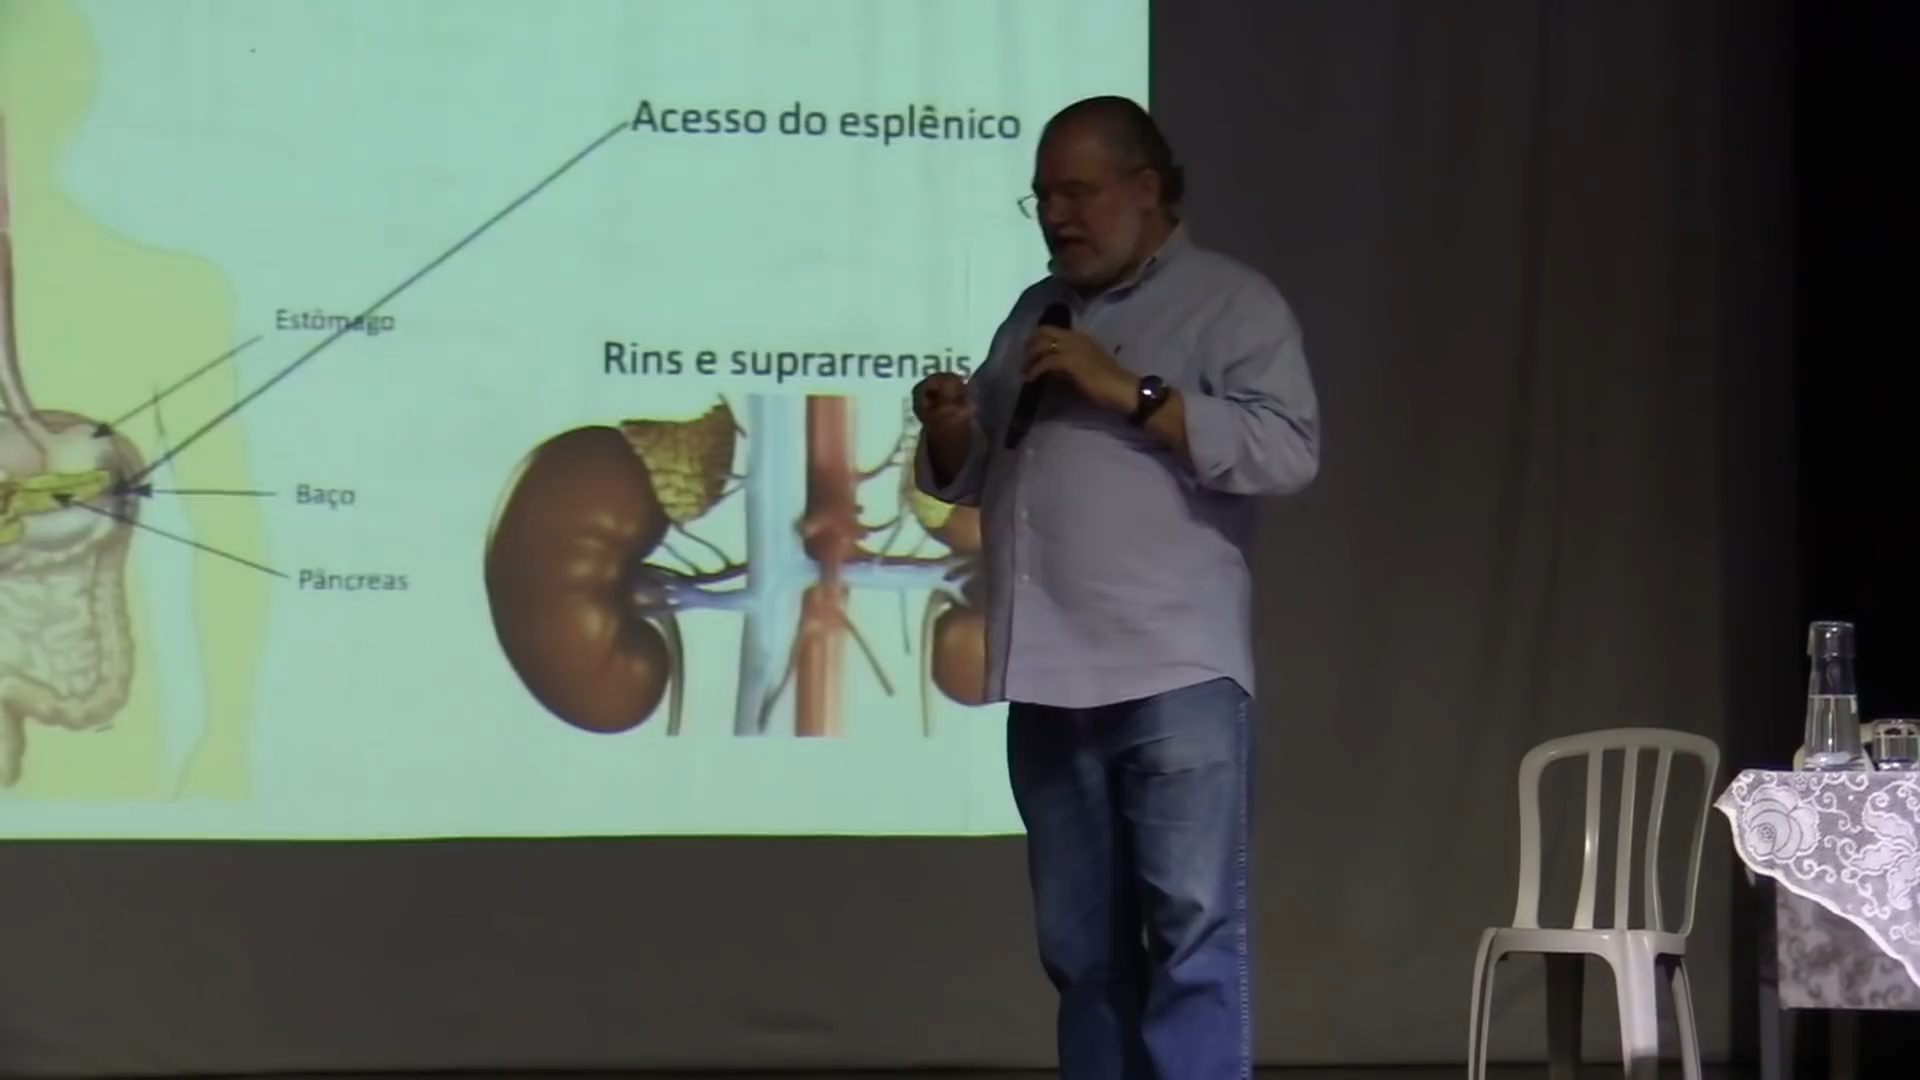 Acesso do esplênico
Estômago
Rins e suprarrenais
Baço
Pâncreas